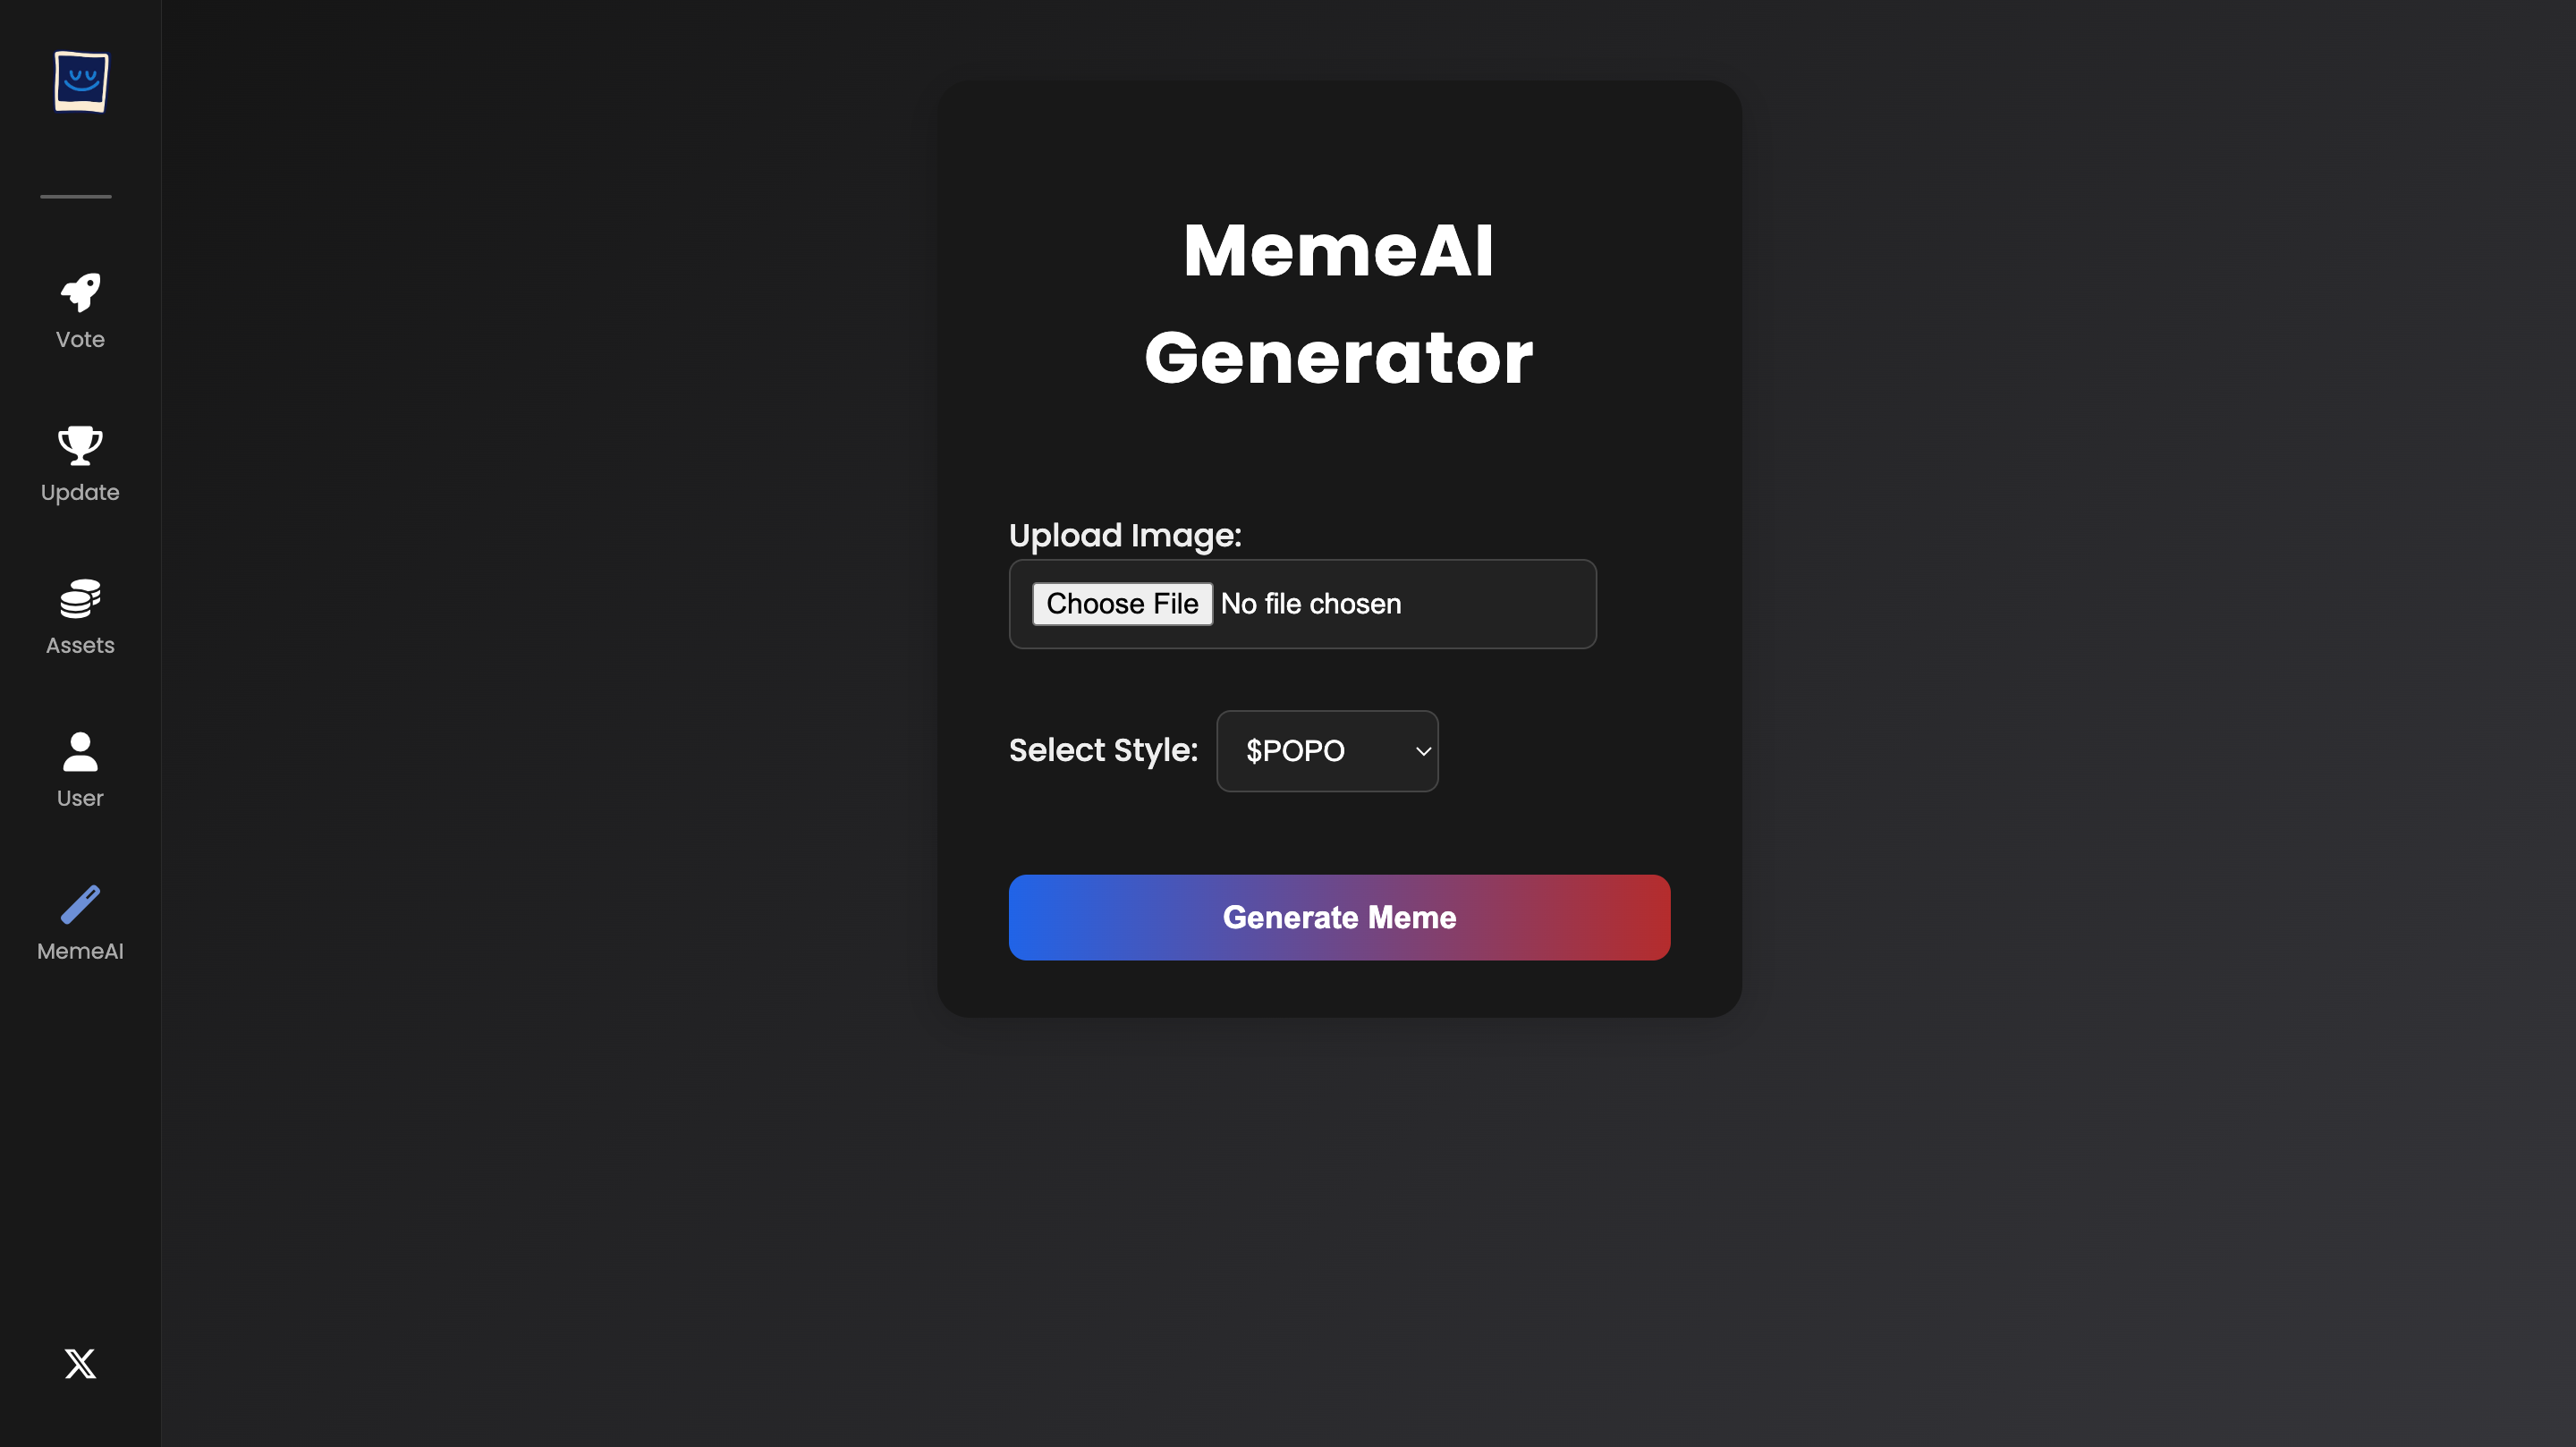 Vote
Update
Assets
User
MemeAI
MemeAI
Generator
Upload Image:
Choose File No file chosen
Select Style: $POPO
Generate Meme